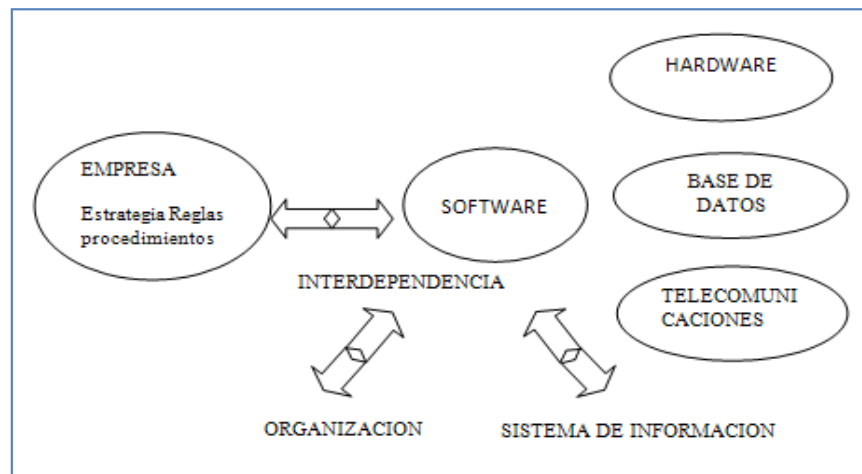 HARDWARE
EMPRESA
Estrategia Reglas
procedimientos
SOFTWARE
BASE DE
DATOS
INTERDEPENDENCIA
TELECOMUNI
CACIONES
ORGANIZACION
SISTEMA DE INFORMACION